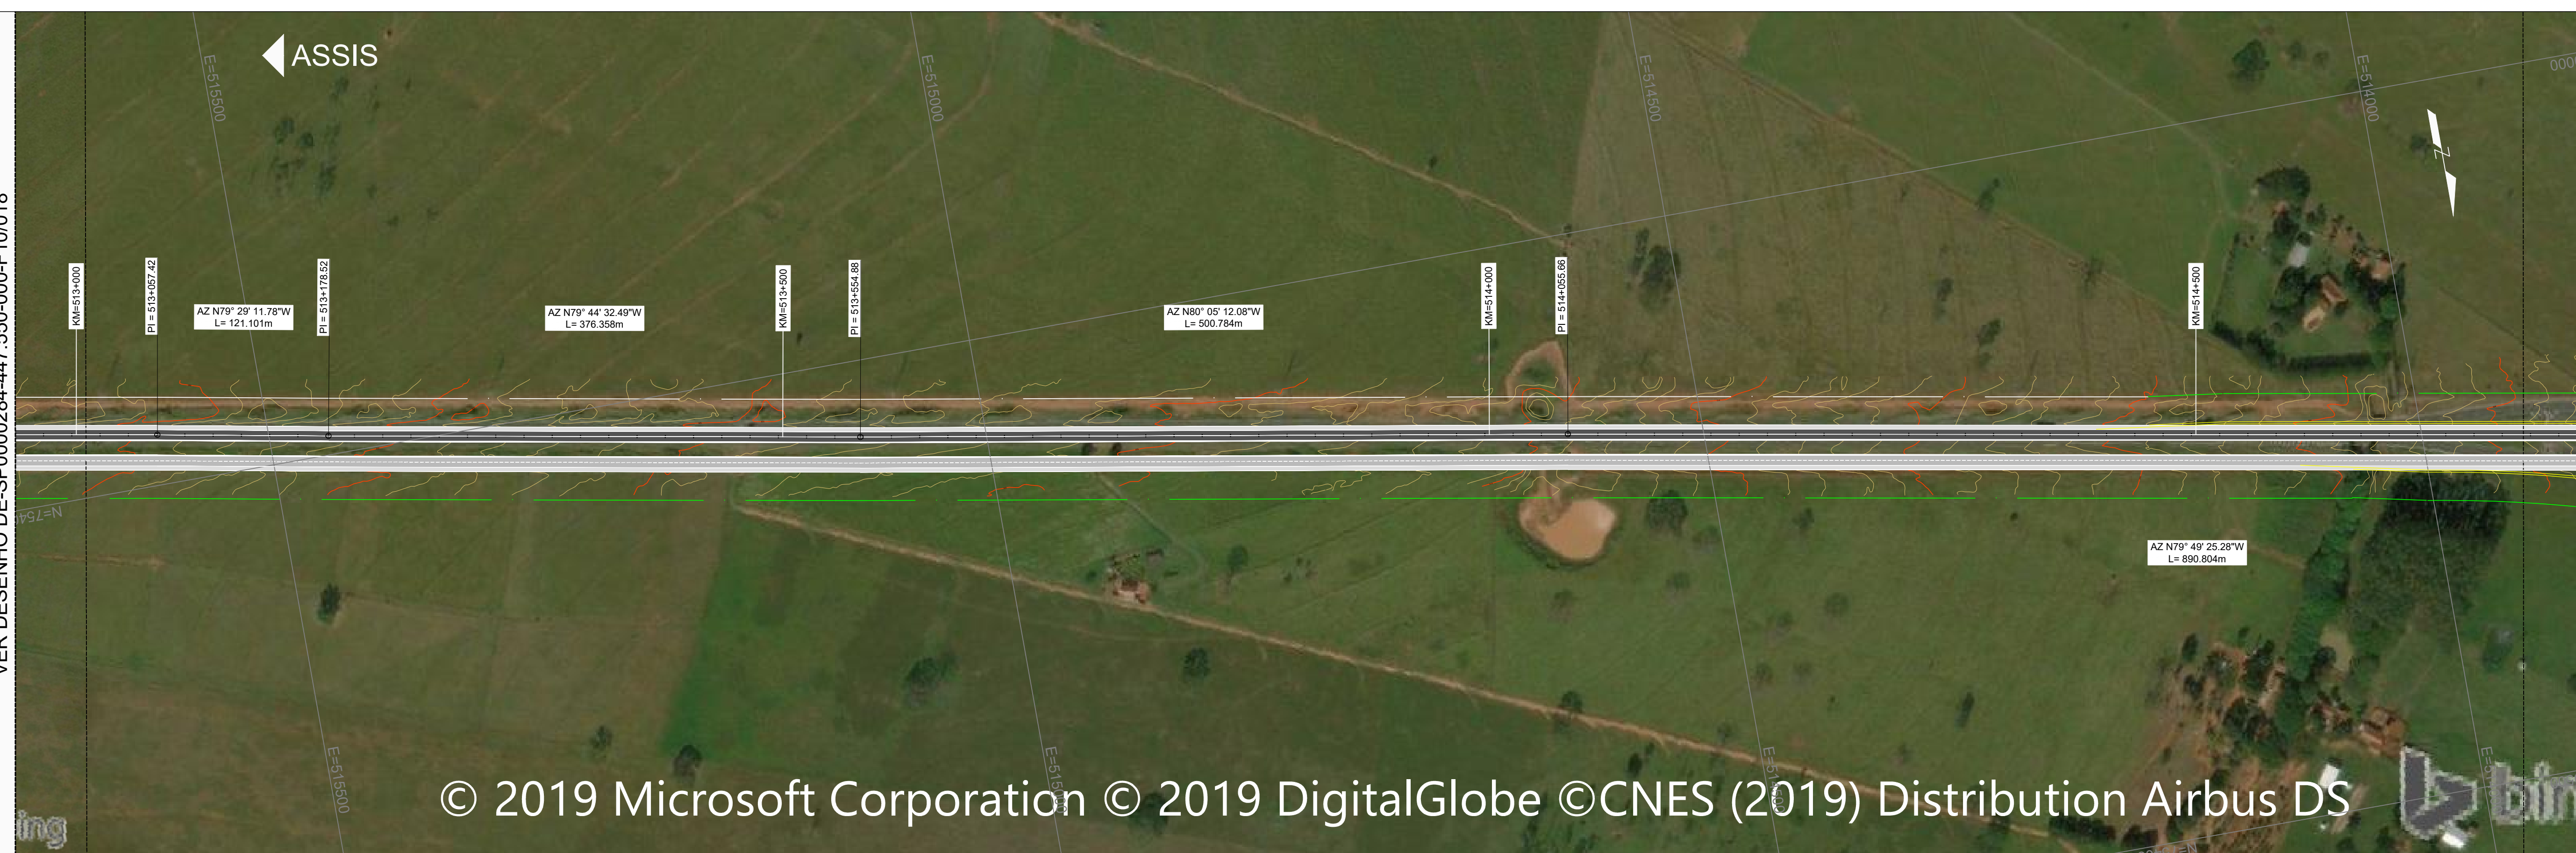 ASSIS
E=515500
E=515000
E=514500
E=514000
KM=513+000
PI = 513+057.42
AZ N79° 29' 11.78"W
L= 121.101m
PI = 513+178.52
AZ N79° 44' 32.49"W
L= 376.358m
KM=513+500
PI = 513+554.88
AZ N80° 05' 12.08"W
L= 500.784m
KM=514+000
PI = 514+055.66
KM=514+500
AZ N79° 49' 25.28"W
L= 890.804m
E=515500
© 2019 Microsoft Corporation © 2019 DigitalGlobe ©CNES (2019) Distribution Airbus DS